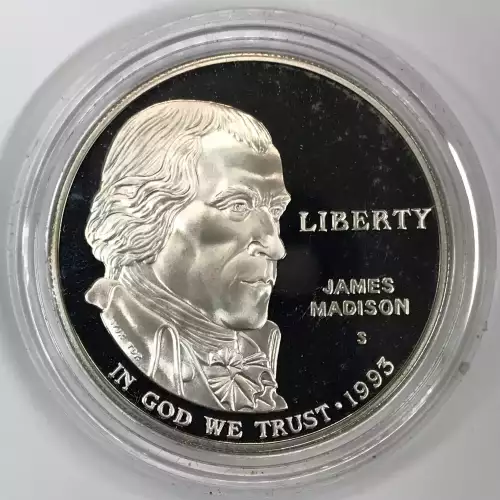 LIBERTY
JAMES
MADISON
S
IN GOD WE TRUST · 1993